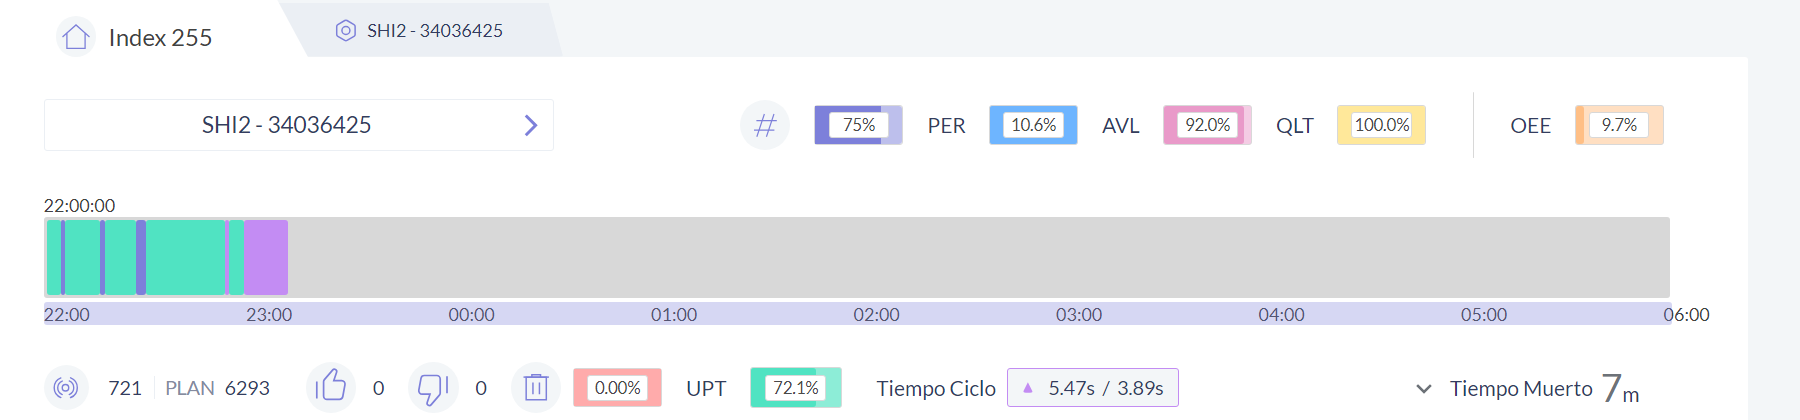 Index 255
SHI2 - 34036425
SHI2 - 34036425
75% PER 10.6% AVL 92.0% QLT 100.0% OEE 9.7%
22:00:00
22:00 23:00 00:00 01:00 02:00 03:00 04:00 05:00 06:00
721 PLAN 6293 0 0 0.00% UPT 72.1% Tiempo Ciclo 5.47s / 3.89s Tiempo Muerto 7m